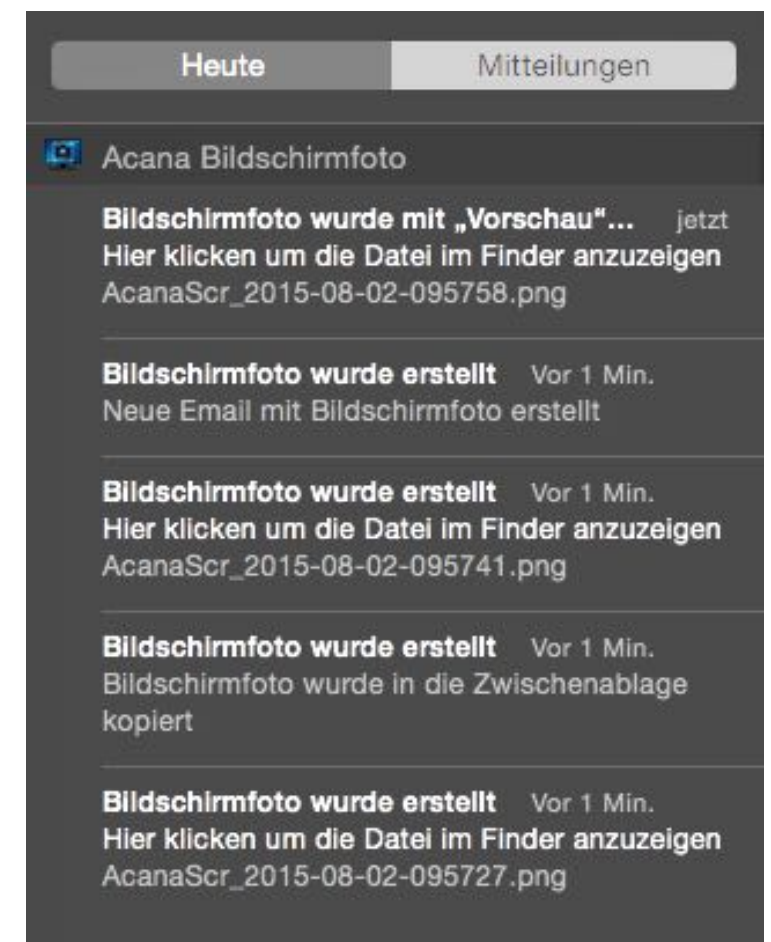 Heute
Mitteilungen
Acana Bildschirmfoto
Bildschirmfoto wurde mit „Vorschau“... jetzt
Hier klicken um die Datei im Finder anzuzeigen
AcanaScr_2015-08-02-095758.png
Bildschirmfoto wurde erstellt Vor 1 Min.
Neue Email mit Bildschirmfoto erstellt
Bildschirmfoto wurde erstellt Vor 1 Min.
Hier klicken um die Datei im Finder anzuzeigen
AcanaScr_2015-08-02-095741.png
Bildschirmfoto wurde erstellt Vor 1 Min.
Bildschirmfoto wurde in die Zwischenablage
kopiert
Bildschirmfoto wurde erstellt Vor 1 Min.
Hier klicken um die Datei im Finder anzuzeigen
AcanaScr_2015-08-02-095727.png